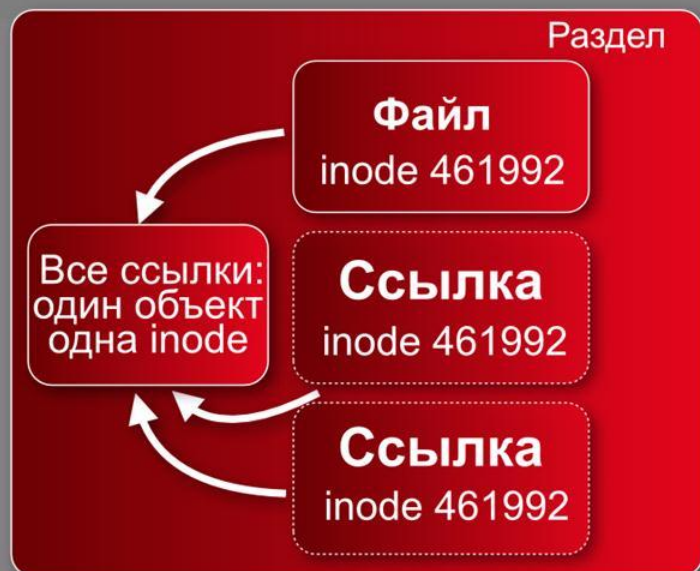 Раздел
Файл
inode 461992
Все ссылки:
один объект
одна inode
Ссылка
inode 461992
Ссылка
inode 461992